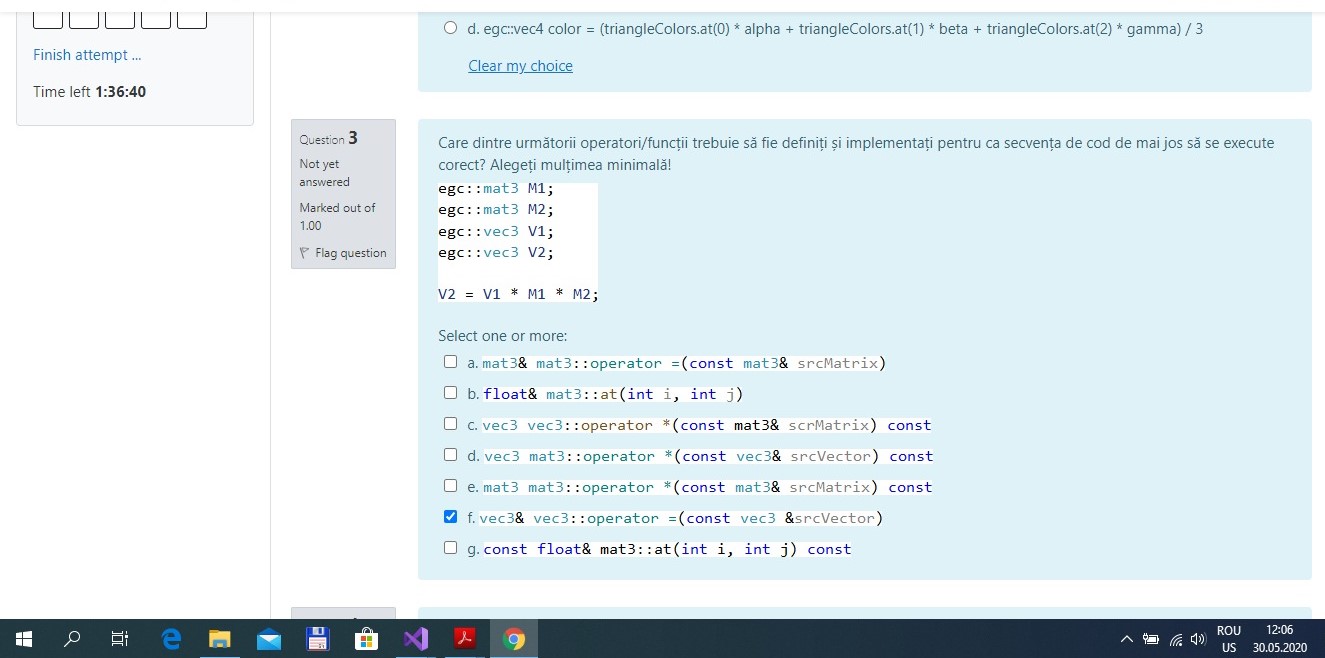 d. egc::vec4 color = (triangleColors.at(0) * alpha + triangleColors.at(1) * beta + triangleColors.at(2) * gamma) / 3
Clear my choice
Finish attempt ...
Time left 1:36:40
Question 3
Not yet
answered
Marked out of
1.00
Flag question
Care dintre următorii operatori/funcții trebuie să fie definiți și implementați pentru ca secvența de cod de mai jos să se execute
corect? Alegeți mulțimea minimală!
egc::mat3 M1;
egc::mat3 M2;
egc::vec3 V1;
egc::vec3 V2;
V2 = V1 * M1 * M2;
Select one or more:
a. mat3& mat3::operator =(const mat3& srcMatrix)
b. float& mat3::at(int i, int j)
c. vec3 vec3::operator *(const mat3& scrMatrix) const
d. vec3 mat3::operator *(const vec3& srcVector) const
e. mat3 mat3::operator *(const mat3& srcMatrix) const
f. vec3& vec3::operator =(const vec3 &srcVector)
g. const float& mat3::at(int i, int j) const
ROU
US
12:06
30.05.2020